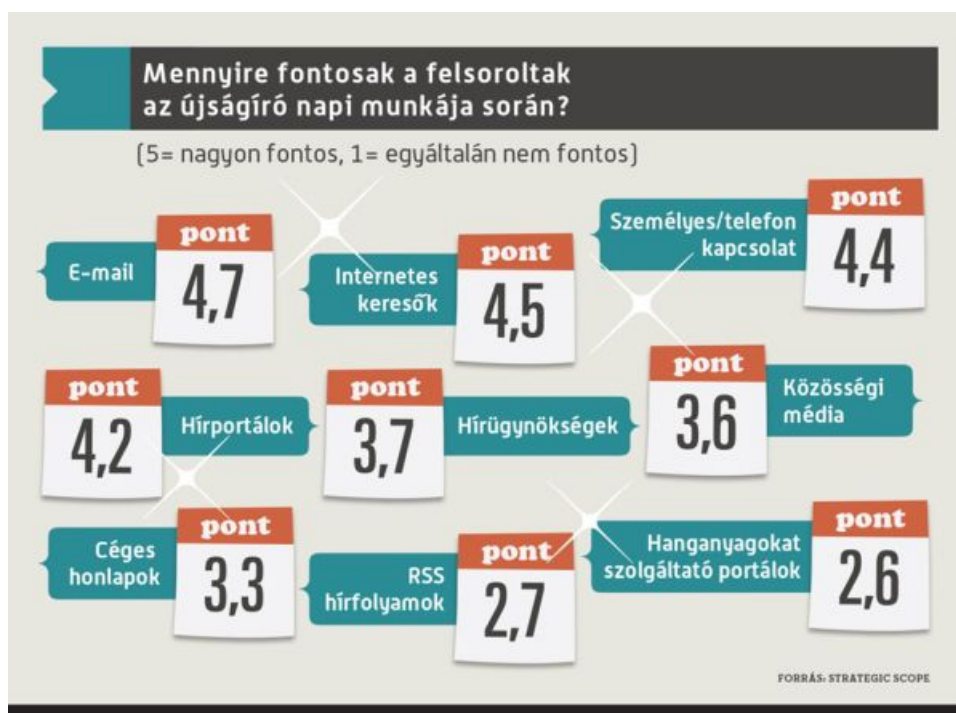 Mennyire fontosak a felsoroltak
az újságíró napi munkája során?
(5= nagyon fontos, 1= egyáltalán nem fontos)
E-mail
pont
4,7
Internetes
keresők
pont
4,5
Személyes/telefon
kapcsolat
pont
4,4
pont
4,2
Hírportálok
pont
3,7
Hírügynökségek
pont
3,6
Közösségi
média
Céges
honlapok
pont
3,3
RSS
hírfolyamok
pont
2,7
Hanganyagokat
szolgáltató portálok
pont
2,6
FORRÁS: STRATEGIC SCOPE